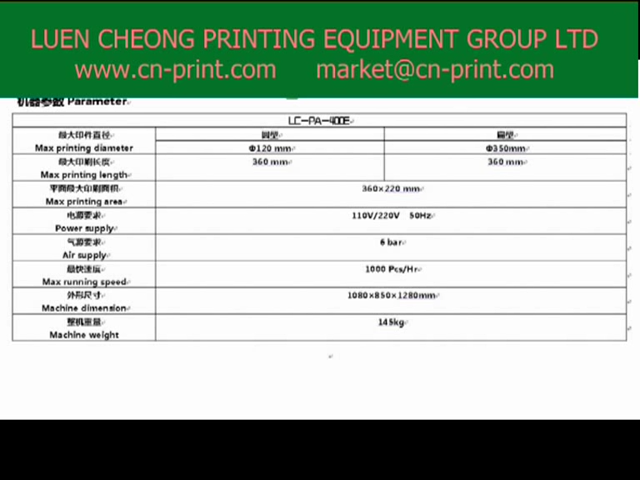 LUEN CHEONG PRINTING EQUIPMENT GROUP LTD
www.cn-print.com market@cn-print.com
机器参数 Parameter
LC-PA-400E
最大印件直径 圆型 扁型
Max printing diameter Φ120 mm Φ350mm
最大印刷长度 360 mm 360 mm
Max printing length
平面最大印刷面积 360×220 mm
Max printing area
电源要求 110V/220V 50Hz
Power supply
气源要求 6 bar
Air supply
最快速度 1000 Pcs/Hr
Max running speed
外形尺寸 1080×850×1280mm
Machine dimension
整机重量 145kg
Machine weight